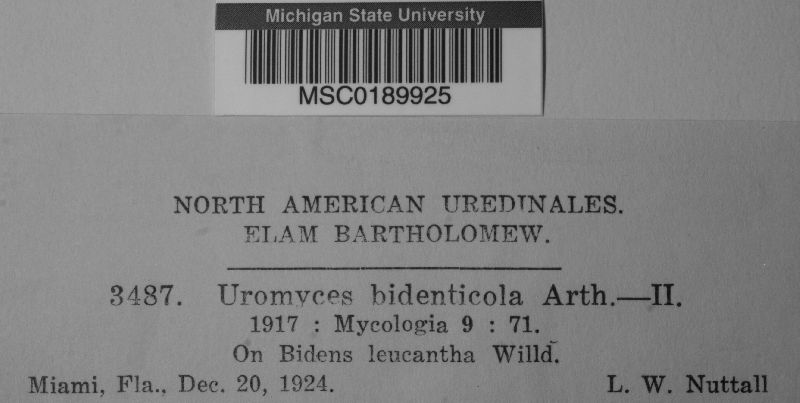 Michigan State University
MSC0189925
NORTH AMERICAN UREDINALES.
ELAM BARTHOLOMEW.
3487. Uromyces bidenticola Arth.—II.
1917 : Mycologia 9 : 71.
On Bidens leucantha Willd.
Miami, Fla., Dec. 20, 1924. L. W. Nuttall